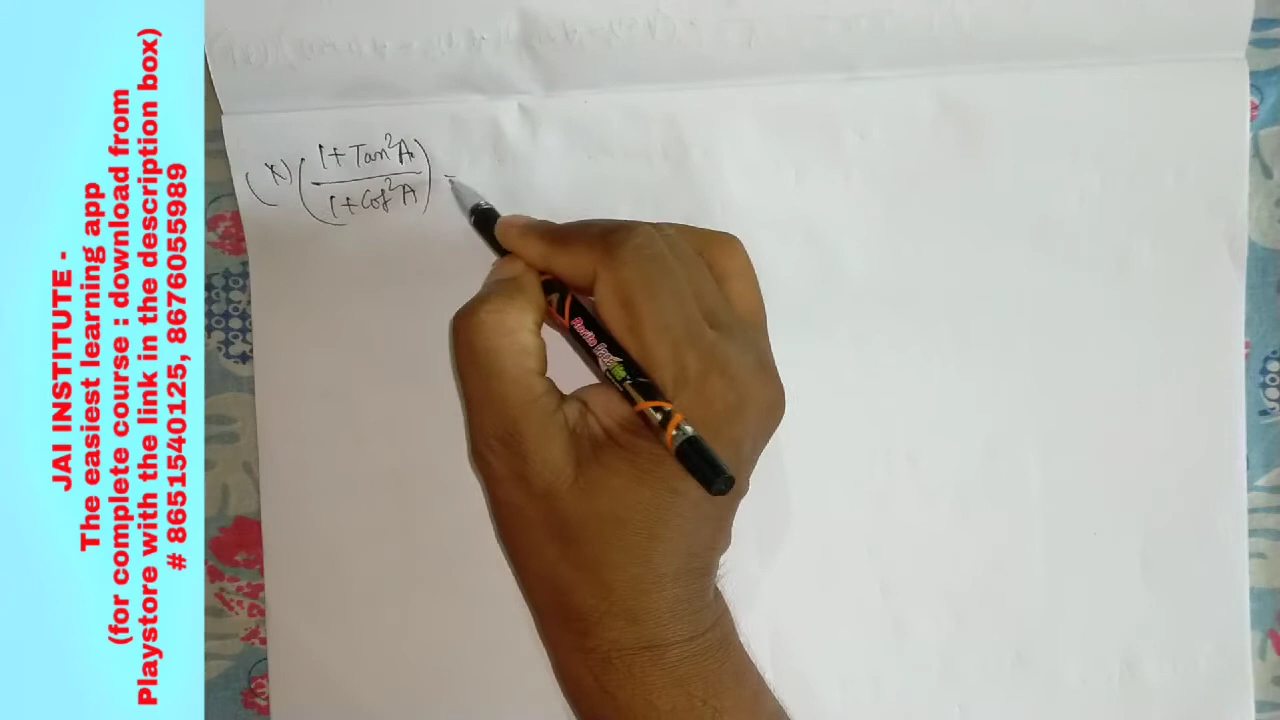 JAI INSTITUTE -
The easiest learning app
(for complete course : download from
Playstore with the link in the description box)
# 8651540125, 8676055989
(x) (1 + Tan²A / 1 + Cot²A) =